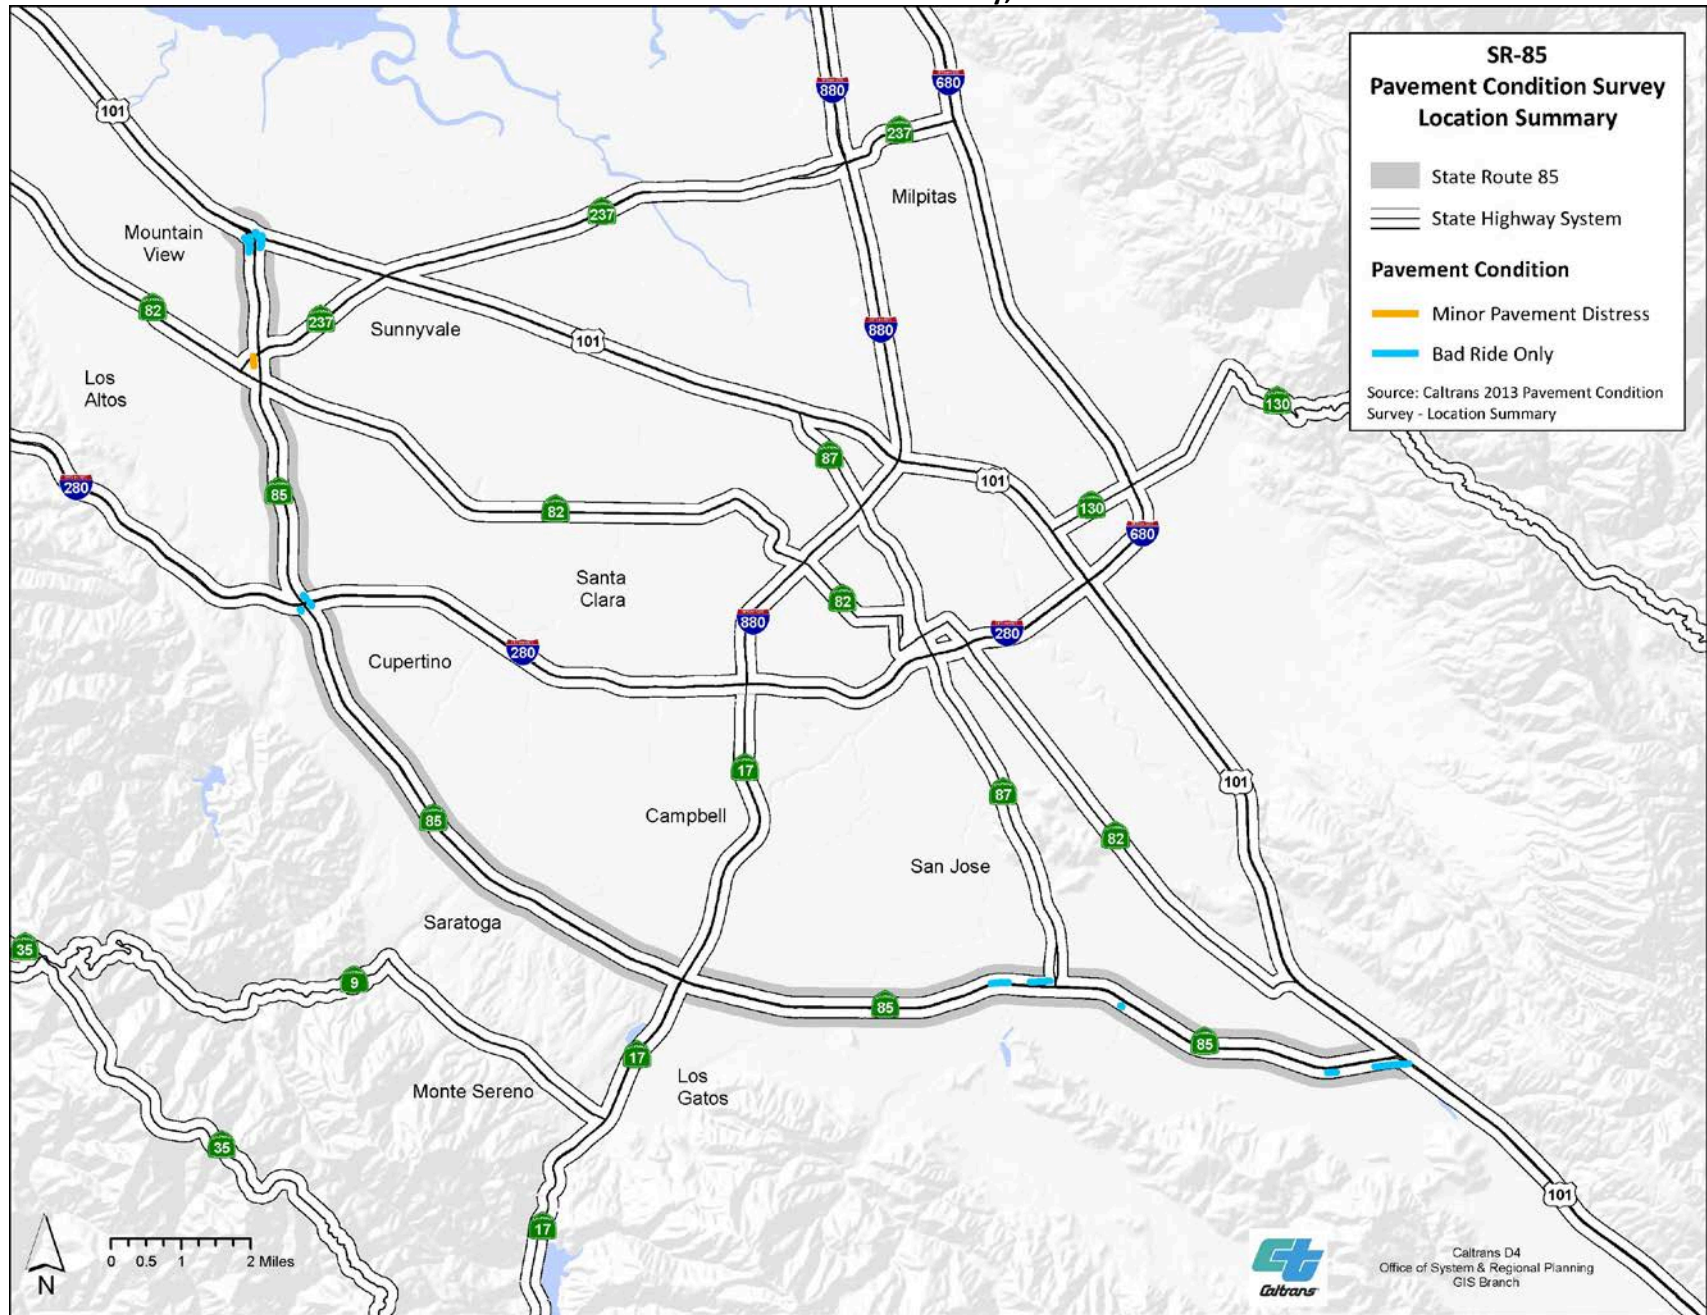 SR-85
Pavement Condition Survey
Location Summary
State Route 85
State Highway System
Pavement Condition
Minor Pavement Distress
Bad Ride Only
Source: Caltrans 2013 Pavement Condition
Survey - Location Summary
880
680
101
237
Milpitas
237
Mountain
View
82
237
Sunnyvale
880
101
Los
Altos
130
87
280
85
101
82
130
680
Santa
Clara
82
880
280
280
Cupertino
17
101
87
85
Campbell
82
San Jose
Saratoga
35
9
85
85
17
Los
Gatos
Monte Sereno
35
101
17
N
0 0.5 1 2 Miles
Caltrans
Caltrans D4
Office of System & Regional Planning
GIS Branch